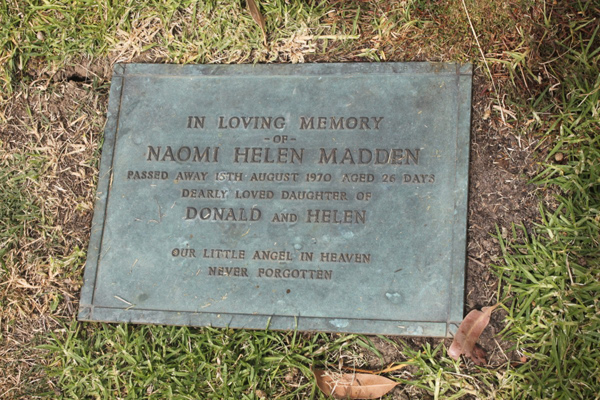 IN LOVING MEMORY
-OF-
NAOMI HELEN MADDEN
PASSED AWAY 15TH AUGUST 1970 AGED 26 DAYS
DEARLY LOVED DAUGHTER OF
DONALD AND HELEN
OUR LITTLE ANGEL IN HEAVEN
NEVER FORGOTTEN